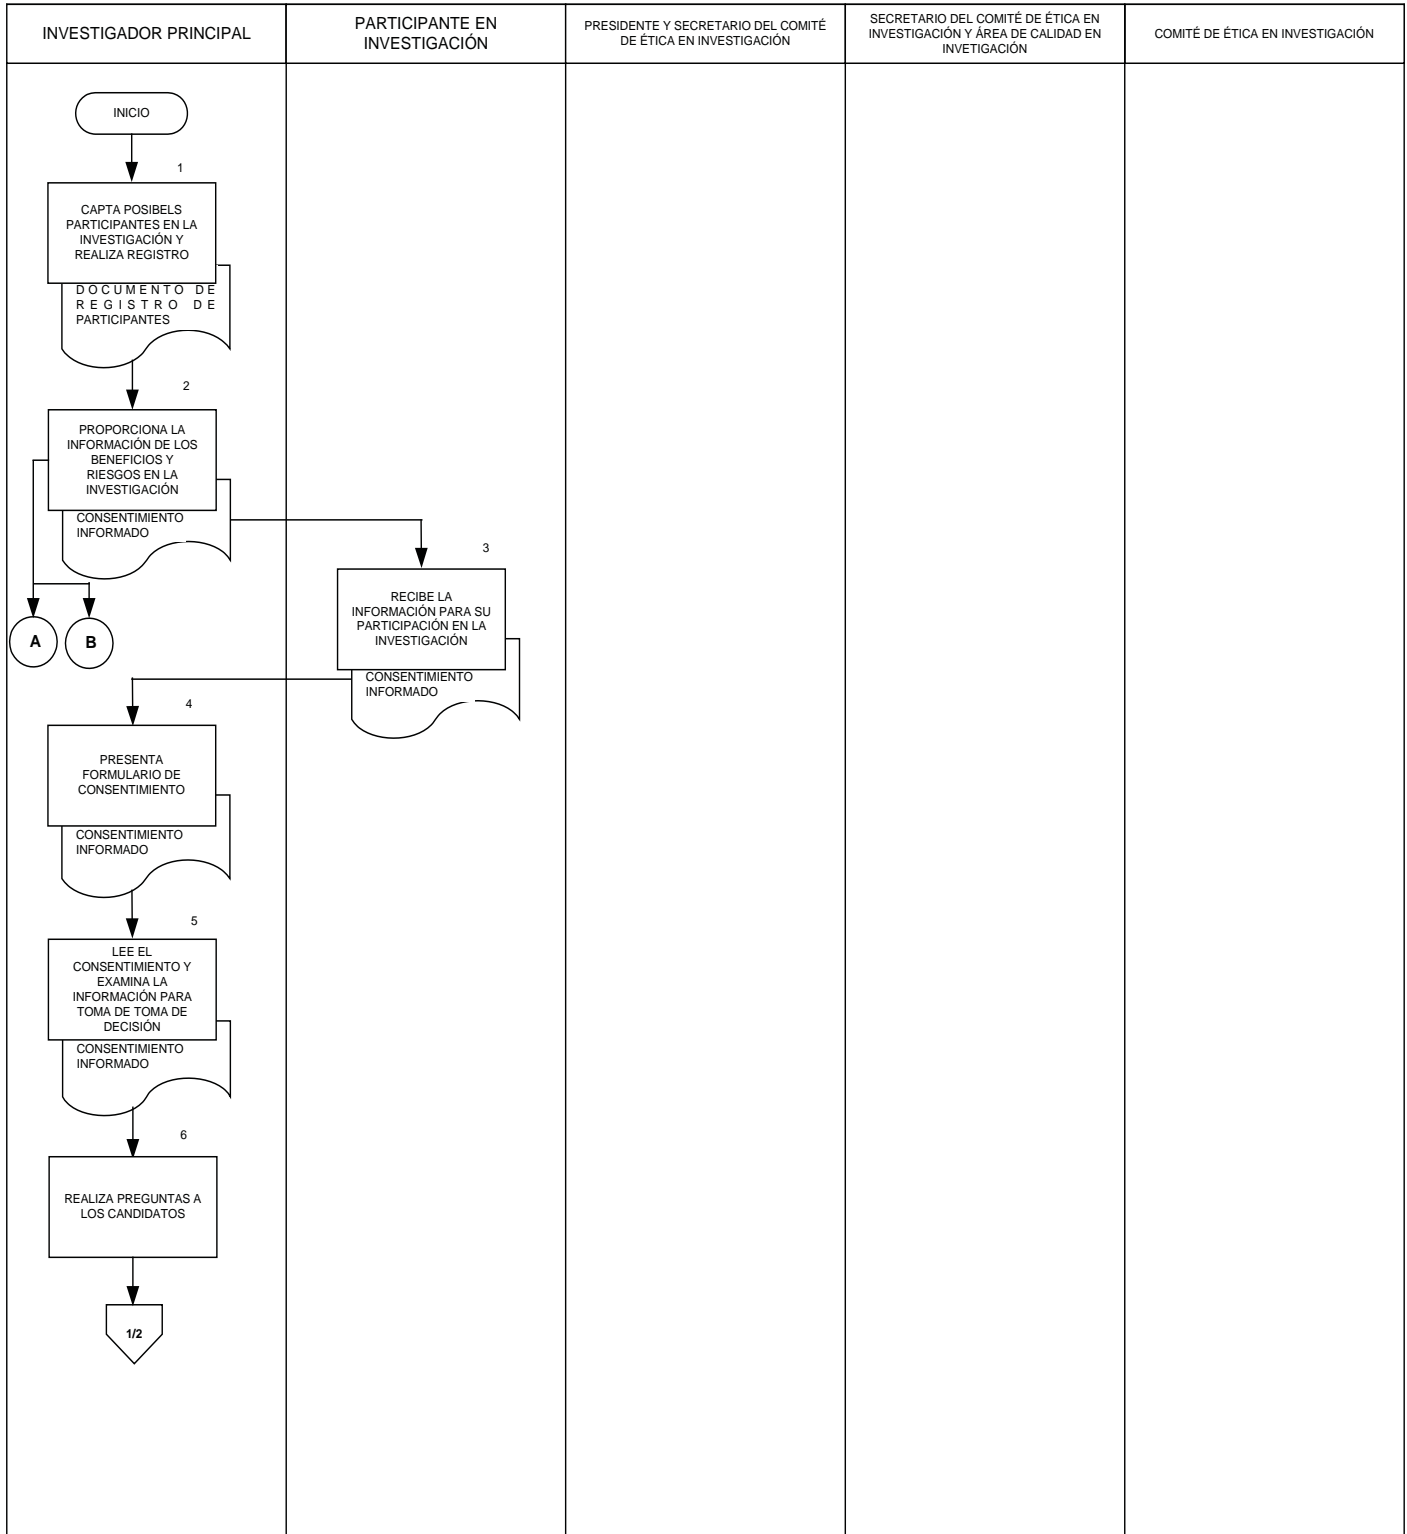 INVESTIGADOR PRINCIPAL
PARTICIPANTE EN
INVESTIGACIÓN
PRESIDENTE Y SECRETARIO DEL COMITÉ
DE ÉTICA EN INVESTIGACIÓN
SECRETARIO DEL COMITÉ DE ÉTICA EN
INVESTIGACIÓN Y ÁREA DE CALIDAD EN
INVETIGACIÓN
COMITÉ DE ÉTICA EN INVESTIGACIÓN
INICIO
1
CAPTA POSIBELS
PARTICIPANTES EN LA
INVESTIGACIÓN Y
REALIZA REGISTRO
DOCUMENTO DE
REGISTRO DE
PARTICIPANTES
2
PROPORCIONA LA
INFORMACIÓN DE LOS
BENEFICIOS Y
RIESGOS EN LA
INVESTIGACIÓN
CONSENTIMIENTO
INFORMADO
A
B
3
RECIBE LA
INFORMACIÓN PARA SU
PARTICIPACIÓN EN LA
INVESTIGACIÓN
CONSENTIMIENTO
INFORMADO
4
PRESENTA
FORMULARIO DE
CONSENTIMIENTO
CONSENTIMIENTO
INFORMADO
5
LEE EL
CONSENTIMIENTO Y
EXAMINA LA
INFORMACIÓN PARA
TOMA DE TOMA DE
DECISIÓN
CONSENTIMIENTO
INFORMADO
6
REALIZA PREGUNTAS A
LOS CANDIDATOS
1/2